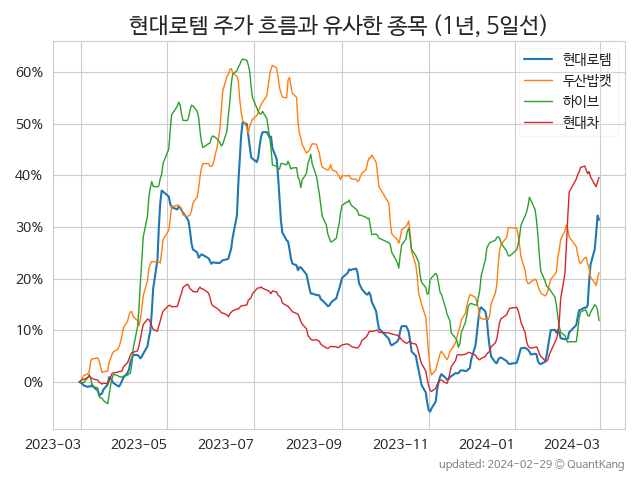 현대로템 주가 흐름과 유사한 종목 (1년, 5일선)
현대로템
두산밥캣
하이브
현대차
60%
50%
40%
30%
20%
10%
0%
2023-03 2023-05 2023-07 2023-09 2023-11 2024-01 2024-03
updated: 2024-02-29 © QuantKang